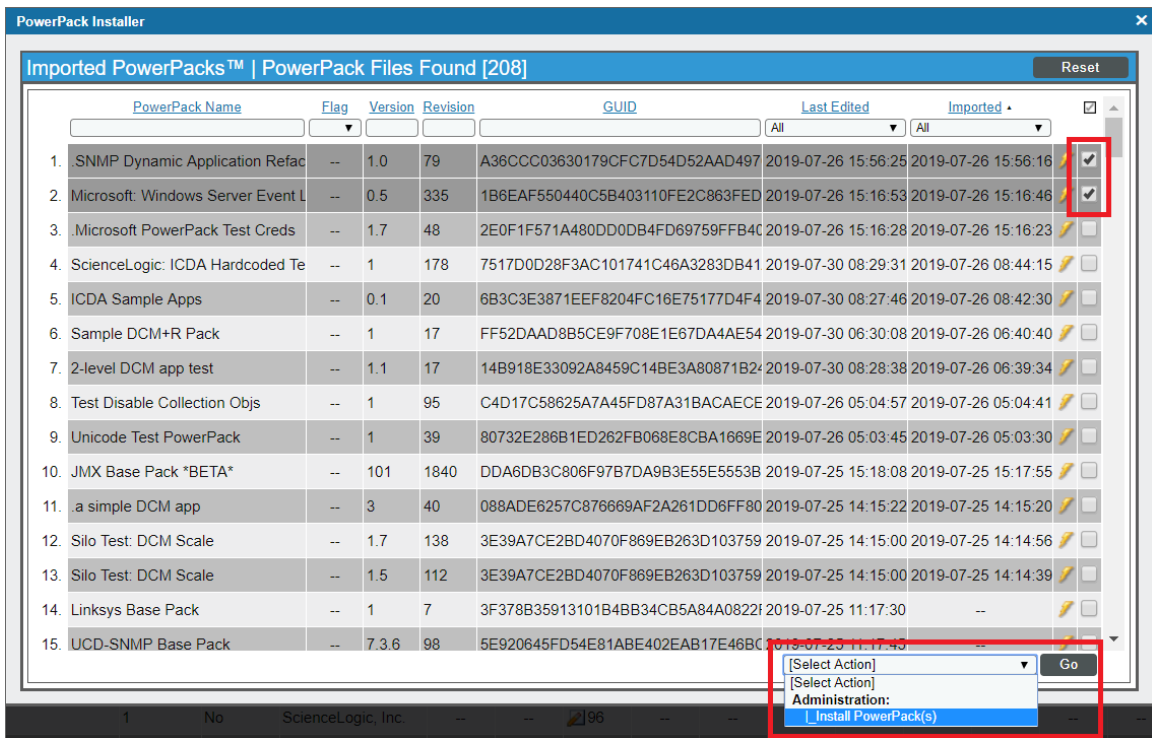 PowerPack Installer
Imported PowerPacks™ | PowerPack Files Found [208] Reset
PowerPack Name Flag Version Revision GUID Last Edited Imported
All All
1. .SNMP Dynamic Application Refac -- 1.0 79 A36CCC03630179CFC7D54D52AAD497 2019-07-26 15:56:25 2019-07-26 15:56:16
2. Microsoft: Windows Server Event L -- 0.5 335 1B6EAF550440C5B403110FE2C863FED 2019-07-26 15:16:53 2019-07-26 15:16:46
3. .Microsoft PowerPack Test Creds -- 1.7 48 2E0F1F571A480DD0DB4FD69759FFB40 2019-07-26 15:16:28 2019-07-26 15:16:23
4. ScienceLogic: ICDA Hardcoded Te -- 1 178 7517D0D28F3AC101741C46A3283DB41 2019-07-30 08:29:31 2019-07-26 08:44:15
5. ICDA Sample Apps -- 0.1 20 6B3C3E3871EEF8204FC16E75177D4F4 2019-07-30 08:27:46 2019-07-26 08:42:30
6. Sample DCM+R Pack -- 1 17 FF52DAAD8B5CE9F708E1E67DA4AE54 2019-07-30 06:30:08 2019-07-26 06:40:40
7. 2-level DCM app test -- 1.1 17 14B918E33092A8459C14BE3A80871B24 2019-07-30 08:28:38 2019-07-26 06:39:34
8. Test Disable Collection Objs -- 1 95 C4D17C58625A7A45FD87A31BACAECE 2019-07-26 05:04:57 2019-07-26 05:04:41
9. Unicode Test PowerPack -- 1 39 80732E286B1ED262FB068E8CBA1669E 2019-07-26 05:03:45 2019-07-26 05:03:30
10. JMX Base Pack *BETA* -- 101 1840 DDA6DB3C806F97B7DA9B3E55E5553B 2019-07-25 15:18:08 2019-07-25 15:17:55
11. .a simple DCM app -- 3 40 088ADE6257C876669AF2A261DD6FF80 2019-07-25 14:15:22 2019-07-25 14:15:20
12. Silo Test: DCM Scale -- 1.7 138 3E39A7CE2BD4070F869EB263D103759 2019-07-25 14:15:00 2019-07-25 14:14:56
13. Silo Test: DCM Scale -- 1.5 112 3E39A7CE2BD4070F869EB263D103759 2019-07-25 14:15:00 2019-07-25 14:14:39
14. Linksys Base Pack -- 1 7 3F378B35913101B4BB34CB5A84A0822 2019-07-25 11:17:30 --
15. UCD-SNMP Base Pack -- 7.3.6 98 5E920645FD54E81ABE402EAB17E46B 2019-07-25 11:17:45 --
[Select Action] Go
[Select Action]
Administration:
|_Install PowerPack(s)
1 No ScienceLogic, Inc. -- -- 96 -- -- -- --